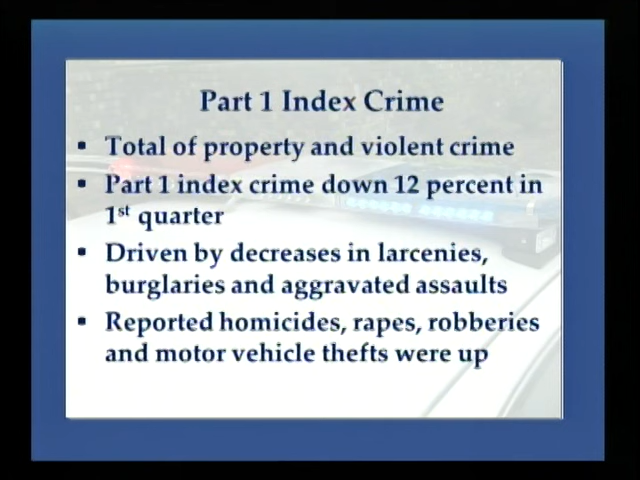 Part 1 Index Crime
▪ Total of property and violent crime
▪ Part 1 index crime down 12 percent in
1st quarter
▪ Driven by decreases in larcenies,
burglaries and aggravated assaults
▪ Reported homicides, rapes, robberies
and motor vehicle thefts were up